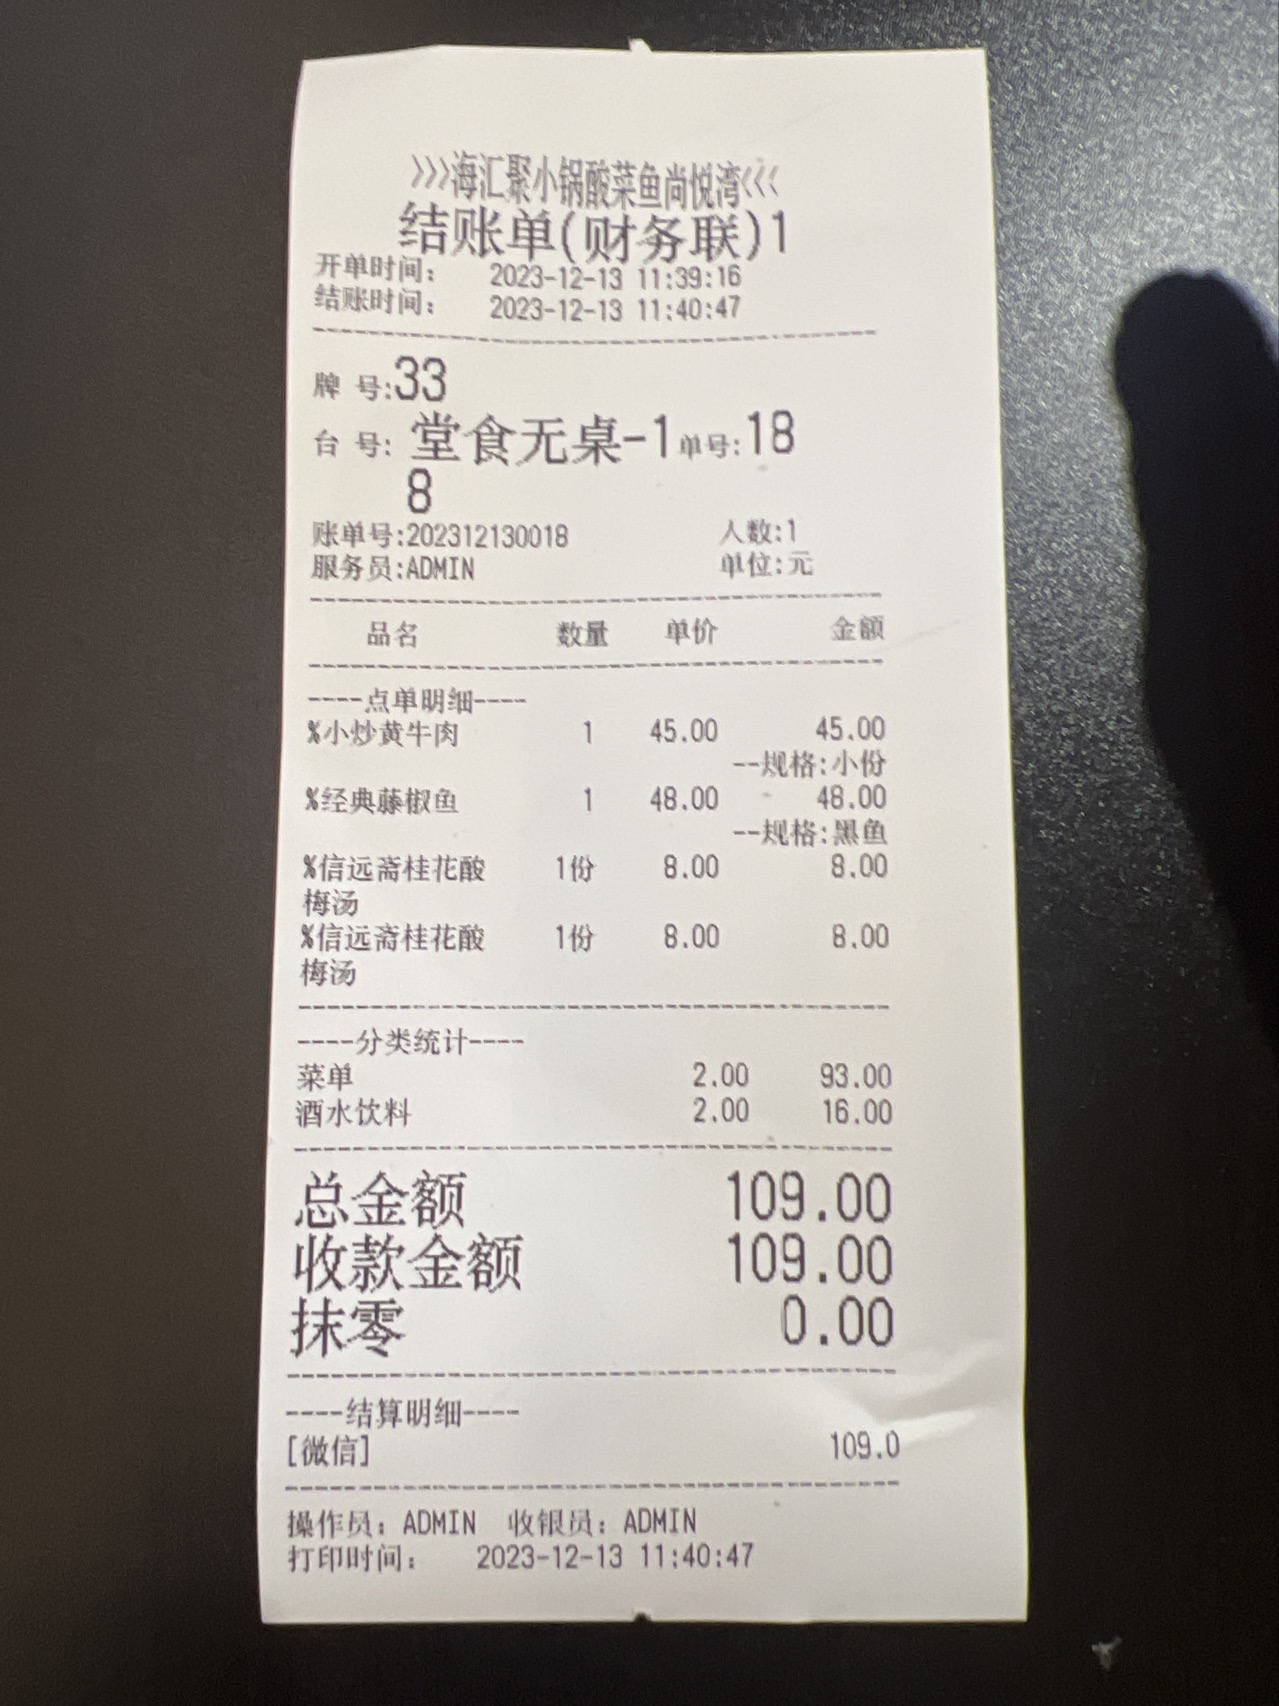 >>>海汇聚小锅酸菜鱼尚悦湾<<<
结账单(财务联)1
开单时间: 2023-12-13 11:39:16
结账时间: 2023-12-13 11:40:47
牌 号:33
台 号: 堂食无桌-1 单号:18
8
账单号:202312130018 人数:1
服务员:ADMIN 单位:元
品名 数量 单价 金额
----点单明细----
%小炒黄牛肉 1 45.00 45.00
--规格:小份
%经典藤椒鱼 1 48.00 48.00
--规格:黑鱼
%信远斋桂花酸 1份 8.00 8.00
梅汤
%信远斋桂花酸 1份 8.00 8.00
梅汤
----分类统计----
菜单 2.00 93.00
酒水饮料 2.00 16.00
总金额 109.00
收款金额 109.00
抹零 0.00
----结算明细----
[微信] 109.0
操作员: ADMIN 收银员: ADMIN
打印时间: 2023-12-13 11:40:47